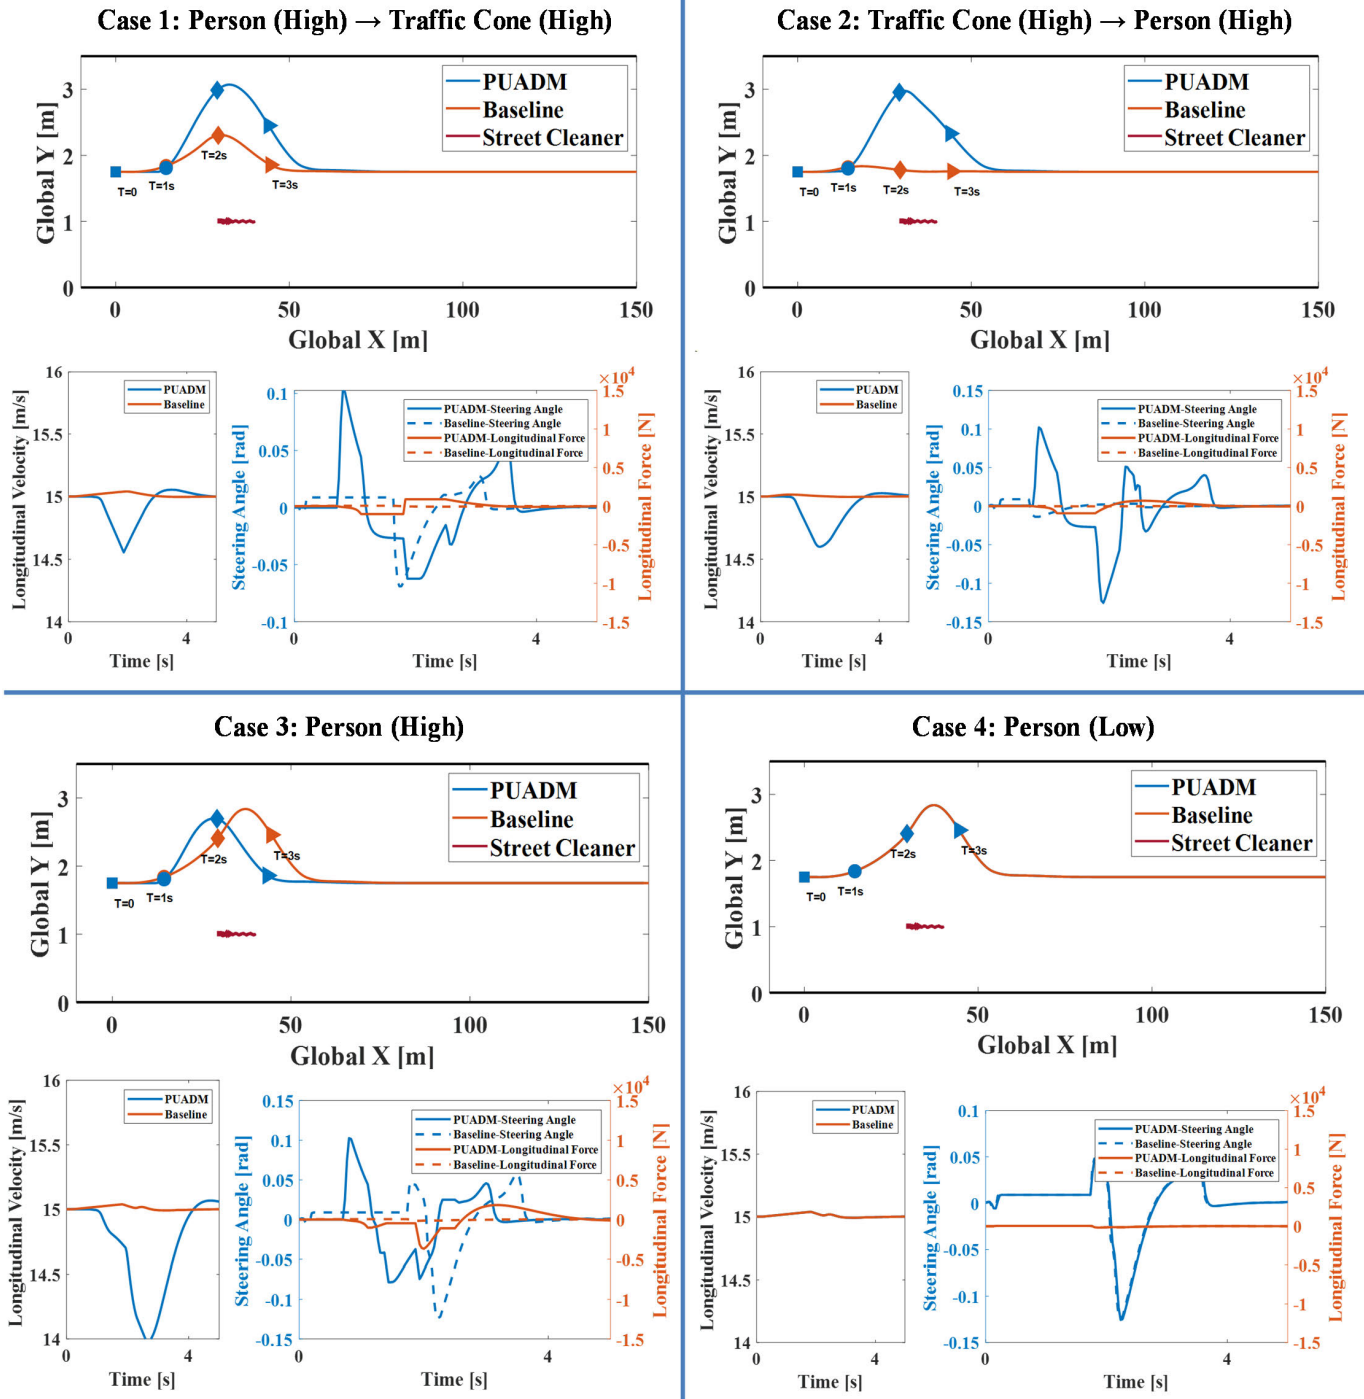 Case 1: Person (High) → Traffic Cone (High)
Global Y [m]
3
2
1
0
PUADM
Baseline
Street Cleaner
T=0
T=1s
T=2s
T=3s
0
50
100
150
Global X [m]
Longitudinal Velocity [m/s]
16
15.5
15
14.5
14
PUADM
Baseline
0
4
Time [s]
Steering Angle [rad]
0.1
0.05
0
-0.05
-0.1
PUADM-Steering Angle
Baseline-Steering Angle
PUADM-Longitudinal Force
Baseline-Longitudinal Force
×10⁴
1.5
1
0.5
0
-0.5
-1
-1.5
Longitudinal Force [N]
0
4
Time [s]
Case 2: Traffic Cone (High) → Person (High)
Global Y [m]
3
2
1
0
PUADM
Baseline
Street Cleaner
T=0
T=1s
T=2s
T=3s
0
50
100
150
Global X [m]
Longitudinal Velocity [m/s]
16
15.5
15
14.5
14
PUADM
Baseline
0
4
Time [s]
Steering Angle [rad]
0.15
0.1
0.05
0
-0.05
-0.1
-0.15
PUADM-Steering Angle
Baseline-Steering Angle
PUADM-Longitudinal Force
Baseline-Longitudinal Force
×10⁴
1.5
1
0.5
0
-0.5
-1
-1.5
Longitudinal Force [N]
0
4
Time [s]
Case 3: Person (High)
Global Y [m]
3
2
1
0
PUADM
Baseline
Street Cleaner
T=0
T=1s
T=2s
T=3s
0
50
100
150
Global X [m]
Longitudinal Velocity [m/s]
16
15.5
15
14.5
14
PUADM
Baseline
0
4
Time [s]
Steering Angle [rad]
0.15
0.1
0.05
0
-0.05
-0.1
-0.15
PUADM-Steering Angle
Baseline-Steering Angle
PUADM-Longitudinal Force
Baseline-Longitudinal Force
×10⁴
1.5
1
0.5
0
-0.5
-1
-1.5
Longitudinal Force [N]
0
4
Time [s]
Case 4: Person (Low)
Global Y [m]
3
2
1
0
PUADM
Baseline
Street Cleaner
T=0
T=1s
T=2s
T=3s
0
50
100
150
Global X [m]
Longitudinal Velocity [m/s]
16
15.5
15
14.5
14
PUADM
Baseline
0
4
Time [s]
Steering Angle [rad]
0.1
0.05
0
-0.05
-0.1
-0.15
PUADM-Steering Angle
Baseline-Steering Angle
PUADM-Longitudinal Force
Baseline-Longitudinal Force
×10⁴
1.5
1
0.5
0
-0.5
-1
-1.5
Longitudinal Force [N]
0
2
4
Time [s]